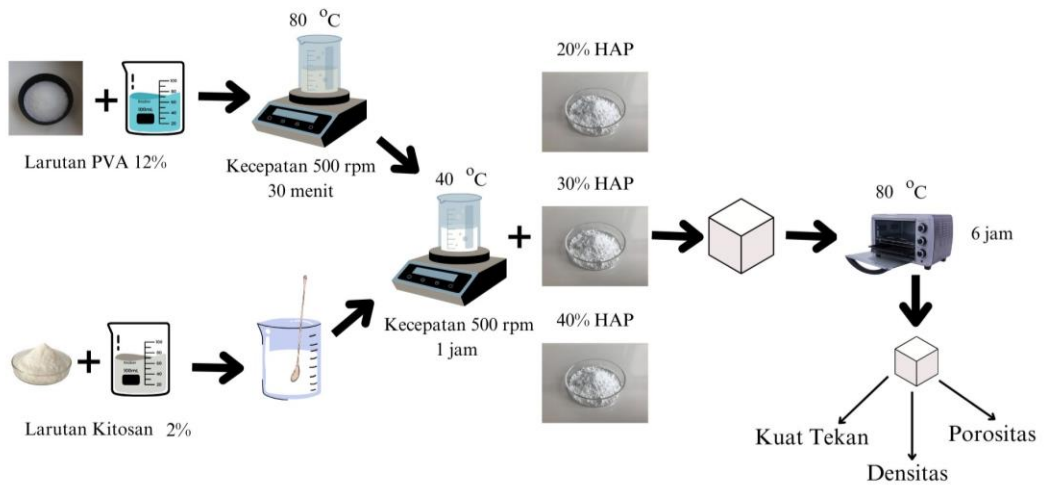 80 °C
Larutan PVA 12%
Kecepatan 500 rpm
30 menit
Larutan Kitosan 2%
40 °C
Kecepatan 500 rpm
1 jam
20% HAP
30% HAP
40% HAP
80 °C
6 jam
Kuat Tekan
Densitas
Porositas